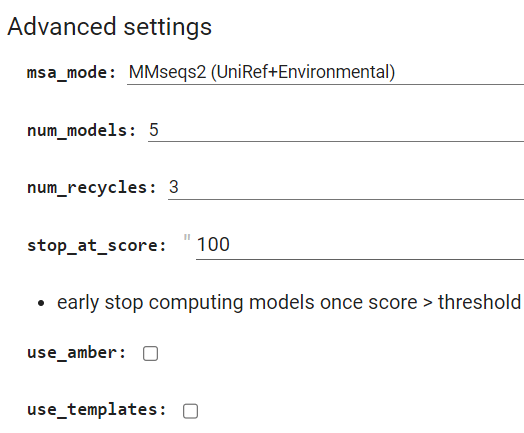 Advanced settings
msa_mode: MMseqs2 (UniRef+Environmental)
num_models: 5
num_recycles: 3
stop_at_score: " 100
• early stop computing models once score > threshold
use_amber:
use_templates: